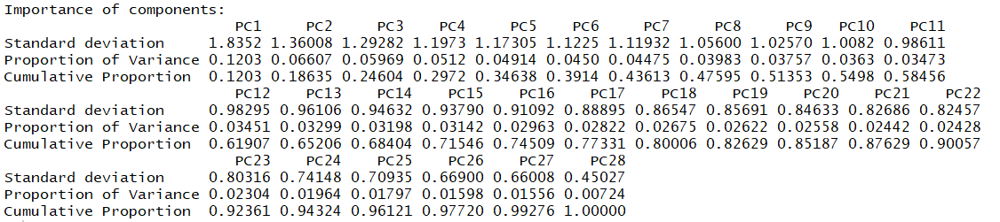 Importance of components:
PC1 PC2 PC3 PC4 PC5 PC6 PC7 PC8 PC9 PC10 PC11
Standard deviation 1.8352 1.36008 1.29282 1.1973 1.17305 1.1225 1.11932 1.05600 1.02570 1.0082 0.98611
Proportion of Variance 0.1203 0.06607 0.05969 0.0512 0.04914 0.0450 0.04475 0.03983 0.03757 0.0363 0.03473
Cumulative Proportion 0.1203 0.18635 0.24604 0.2972 0.34638 0.3914 0.43613 0.47595 0.51353 0.5498 0.58456
PC12 PC13 PC14 PC15 PC16 PC17 PC18 PC19 PC20 PC21 PC22
Standard deviation 0.98295 0.96106 0.94632 0.93790 0.91092 0.88895 0.86547 0.85691 0.84633 0.82686 0.82457
Proportion of Variance 0.03451 0.03299 0.03198 0.03142 0.02963 0.02822 0.02675 0.02622 0.02558 0.02442 0.02428
Cumulative Proportion 0.61907 0.65206 0.68404 0.71546 0.74509 0.77331 0.80006 0.82629 0.85187 0.87629 0.90057
PC23 PC24 PC25 PC26 PC27 PC28
Standard deviation 0.80316 0.74148 0.70935 0.66900 0.66008 0.45027
Proportion of Variance 0.02304 0.01964 0.01797 0.01598 0.01556 0.00724
Cumulative Proportion 0.92361 0.94324 0.96121 0.97720 0.99276 1.00000